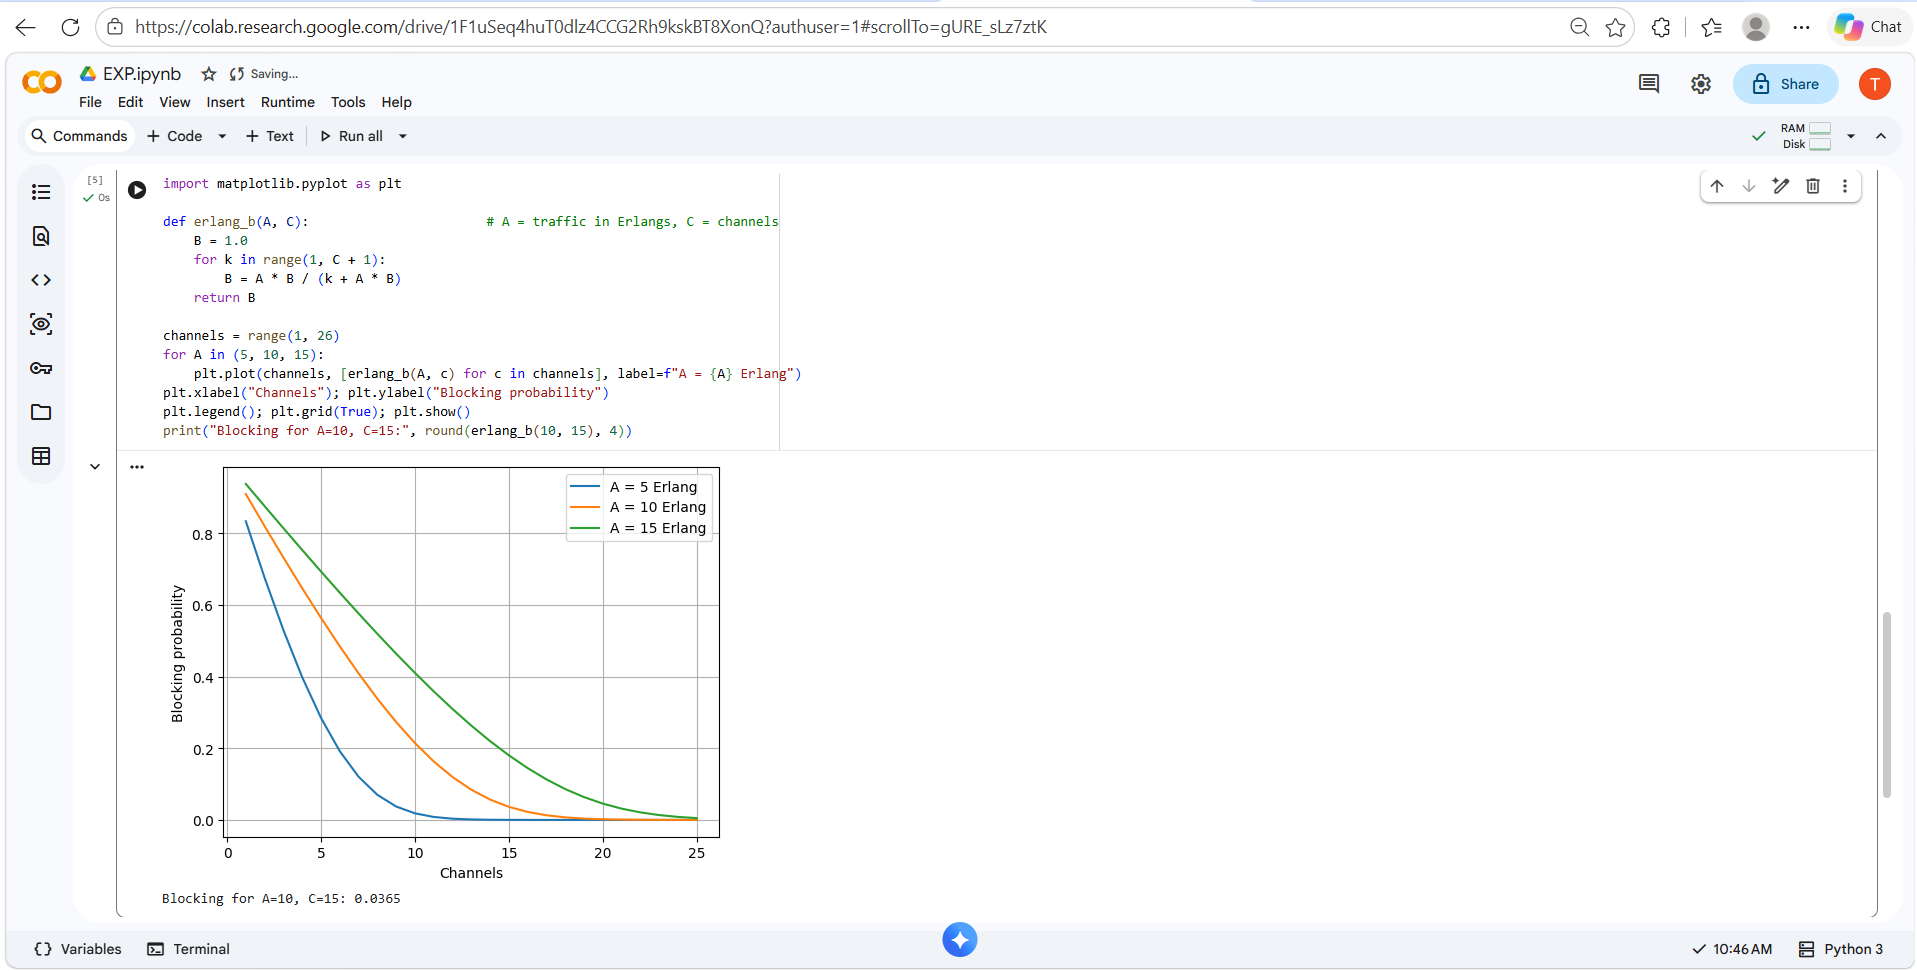 https://colab.research.google.com/drive/1F1uSeq4huT0dlz4CCG2Rh9kskBT8XonQ?authuser=1#scrollTo=gURE_sLz7ztK
Chat
EXP.ipynb
Saving...
File Edit View Insert Runtime Tools Help
Share
T
Commands + Code + Text Run all
RAM
Disk
[5]
0s
import matplotlib.pyplot as plt
def erlang_b(A, C): # A = traffic in Erlangs, C = channels
    B = 1.0
    for k in range(1, C + 1):
        B = A * B / (k + A * B)
    return B
channels = range(1, 26)
for A in (5, 10, 15):
    plt.plot(channels, [erlang_b(A, c) for c in channels], label=f"A = {A} Erlang")
plt.xlabel("Channels"); plt.ylabel("Blocking probability")
plt.legend(); plt.grid(True); plt.show()
print("Blocking for A=10, C=15:", round(erlang_b(10, 15), 4))
A = 5 Erlang
A = 10 Erlang
A = 15 Erlang
Blocking probability
0.8
0.6
0.4
0.2
0.0
0 5 10 15 20 25
Channels
Blocking for A=10, C=15: 0.0365
Variables Terminal
10:46 AM Python 3